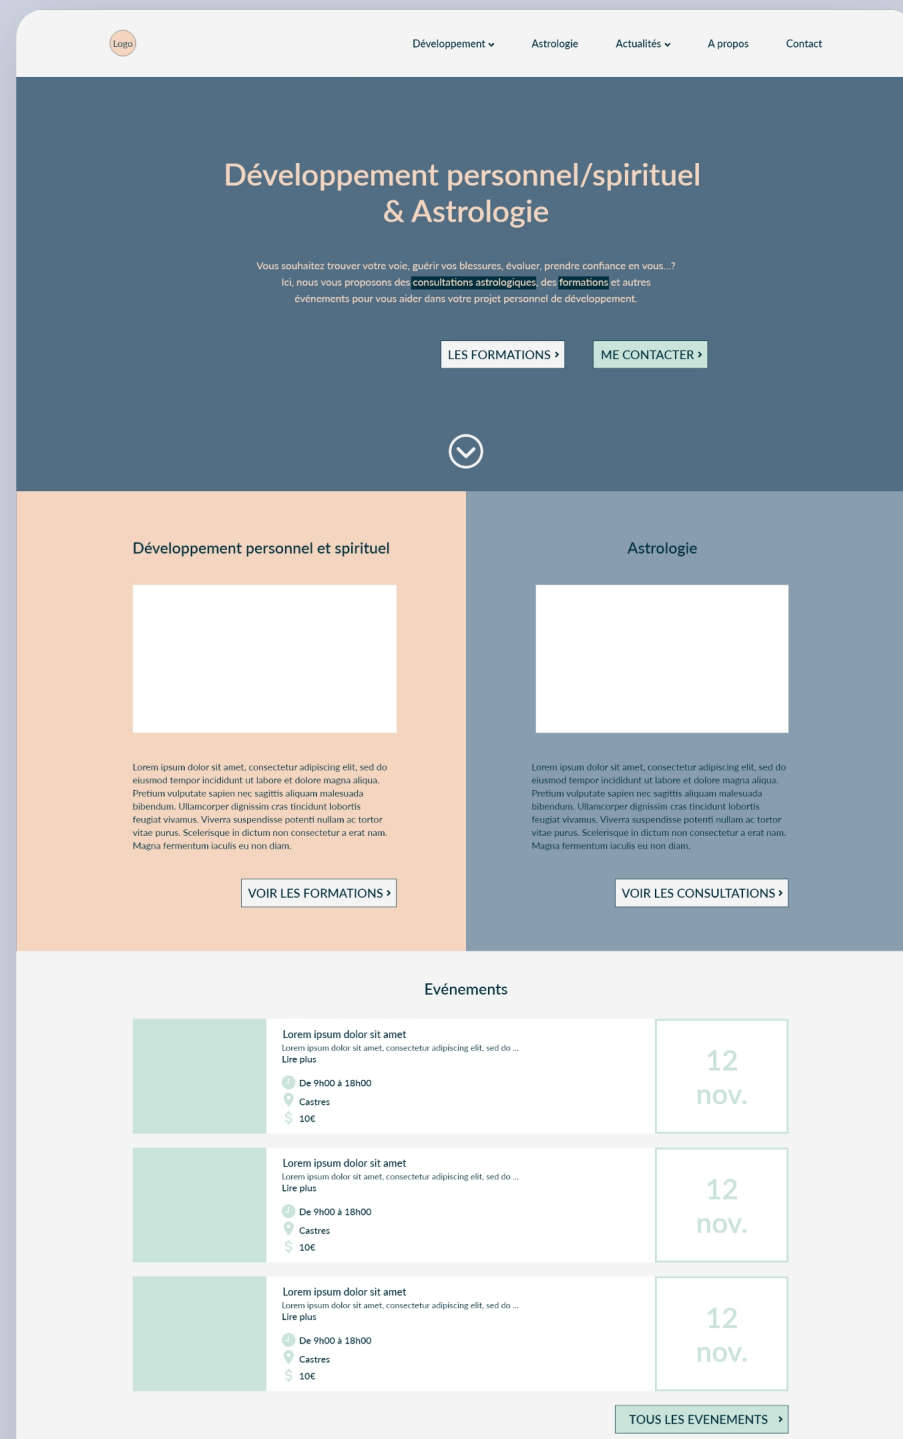 Logo
Développement
Astrologie
Actualités
A propos
Contact
Développement personnel/spirituel
& Astrologie
Vous souhaitez trouver votre voie, guérir vos blessures, évoluer, prendre confiance en vous...?
Ici, nous vous proposons des consultations astrologiques, des formations et autres
événements pour vous aider dans votre projet personnel de développement.
LES FORMATIONS >
ME CONTACTER >
Développement personnel et spirituel
Lorem ipsum dolor sit amet, consectetur adipiscing elit, sed do
eiusmod tempor incididunt ut labore et dolore magna aliqua.
Pretium vulputate sapien nec sagittis aliquam malesuada
bibendum. Ullamcorper dignissim cras tincidunt lobortis
feugiat vivamus. Viverra suspendisse potenti nullam ac tortor
vitae purus. Scelerisque in dictum non consectetur a erat nam.
Magna fermentum iaculis eu non diam.
VOIR LES FORMATIONS >
Astrologie
Lorem ipsum dolor sit amet, consectetur adipiscing elit, sed do
eiusmod tempor incididunt ut labore et dolore magna aliqua.
Pretium vulputate sapien nec sagittis aliquam malesuada
bibendum. Ullamcorper dignissim cras tincidunt lobortis
feugiat vivamus. Viverra suspendisse potenti nullam ac tortor
vitae purus. Scelerisque in dictum non consectetur a erat nam.
Magna fermentum iaculis eu non diam.
VOIR LES CONSULTATIONS >
Evénements
Lorem ipsum dolor sit amet
Lorem ipsum dolor sit amet, consectetur adipiscing elit, sed do ...
Lire plus
De 9h00 à 18h00
Castres
$ 10€
12
nov.
Lorem ipsum dolor sit amet
Lorem ipsum dolor sit amet, consectetur adipiscing elit, sed do ...
Lire plus
De 9h00 à 18h00
Castres
$ 10€
12
nov.
Lorem ipsum dolor sit amet
Lorem ipsum dolor sit amet, consectetur adipiscing elit, sed do ...
Lire plus
De 9h00 à 18h00
Castres
$ 10€
12
nov.
TOUS LES EVENEMENTS >